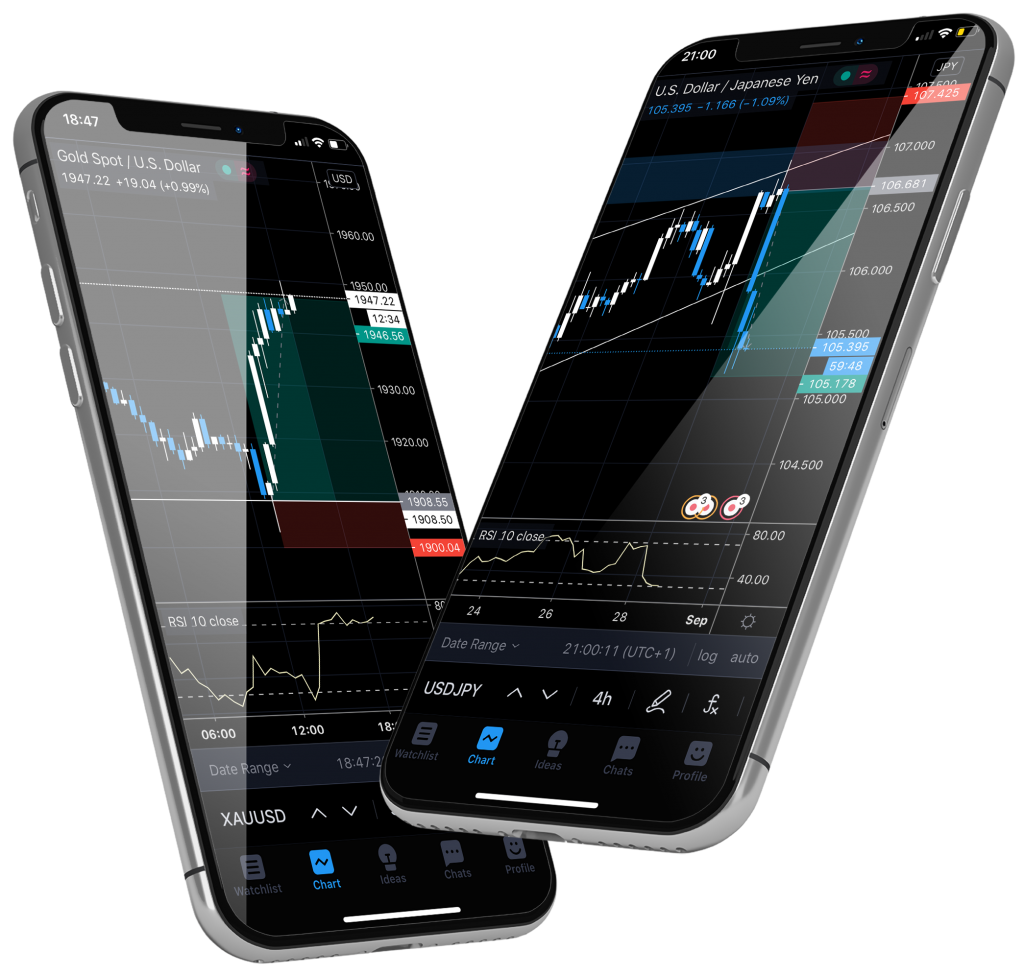 18:47
Gold Spot / U.S. Dollar
1947.22 +19.04 (+0.99%)
USD
1960.00
1950.00
1947.22
12:34
1946.56
1930.00
1920.00
1908.55
1908.50
1900.04
80
RSI 10 close
06:00
12:00
18:
Date Range
18:47:2
XAUUSD
Watchlist
Chart
Ideas
Chats
Profile
21:00
U.S. Dollar / Japanese Yen
105.395 −1.166 (−1.09%)
JPY
107.500
107.425
107.000
106.681
106.500
106.000
105.500
105.395
59:48
105.178
105.000
104.500
3
3
80.00
RSI 10 close
40.00
24
26
28
Sep
Date Range
21:00:11 (UTC+1)
log
auto
USDJPY
4h
fx
Watchlist
Chart
Ideas
Chats
Profile